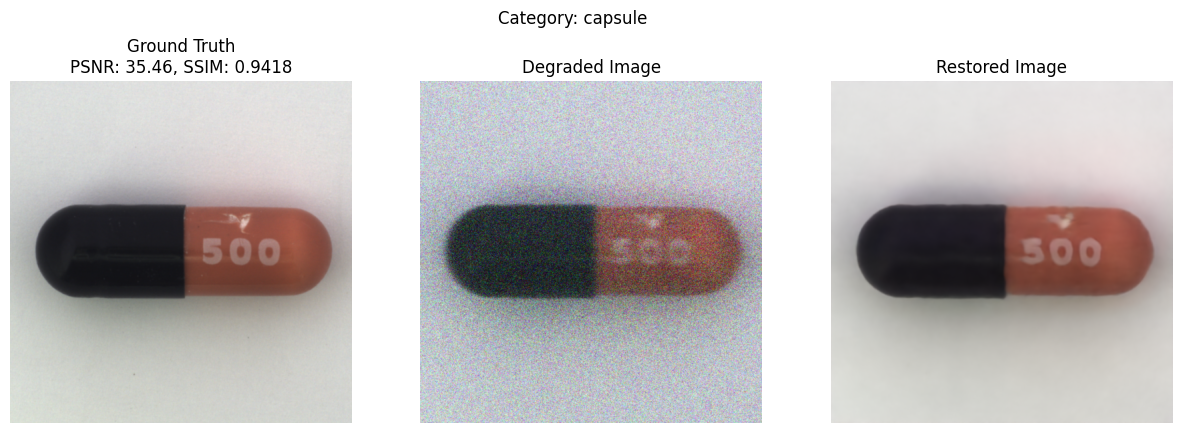 Category: capsule
Ground Truth
PSNR: 35.46, SSIM: 0.9418
Degraded Image
Restored Image
500
500
500